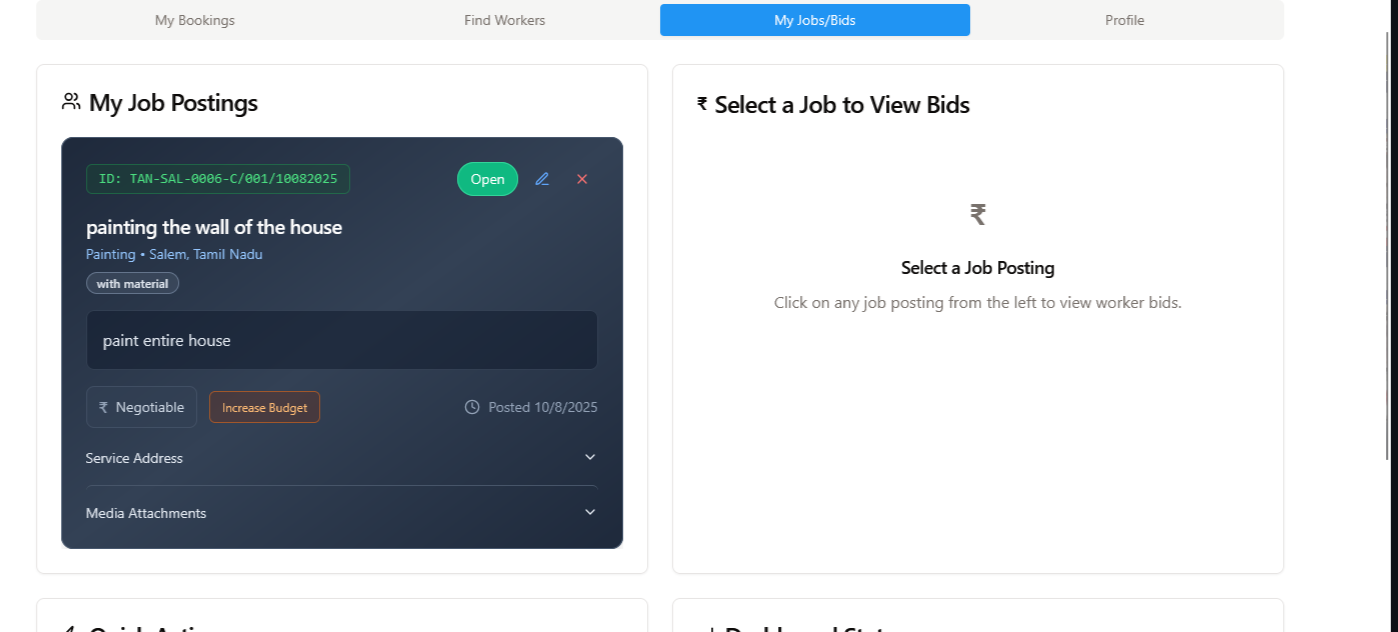 My Bookings
Find Workers
My Jobs/Bids
Profile
My Job Postings
ID: TAN-SAL-0006-C/001/10082025
Open
painting the wall of the house
Painting • Salem, Tamil Nadu
with material
paint entire house
₹ Negotiable
Increase Budget
Posted 10/8/2025
Service Address
Media Attachments
₹ Select a Job to View Bids
₹
Select a Job Posting
Click on any job posting from the left to view worker bids.